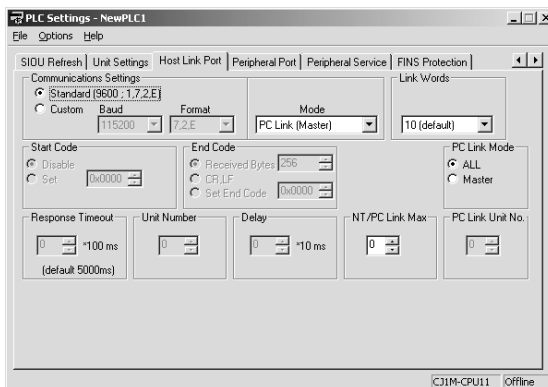 PLC Settings - NewPLC1
File Options Help
SIOU Refresh Unit Settings Host Link Port Peripheral Port Peripheral Service FINS Protection
Communications Settings
Standard (9600 ; 1,7,2,E)
Custom Baud Format
115200 7,2,E
Mode
PC Link (Master)
Link Words
10 (default)
Start Code
Disable
Set 0x0000
End Code
Received Bytes 256
CR,LF
Set End Code 0x0000
PC Link Mode
ALL
Master
Response Timeout
0 *100 ms
(default 5000ms)
Unit Number
0
Delay
0 *10 ms
NT/PC Link Max
0
PC Link Unit No.
0
CJ1M-CPU11 Offline